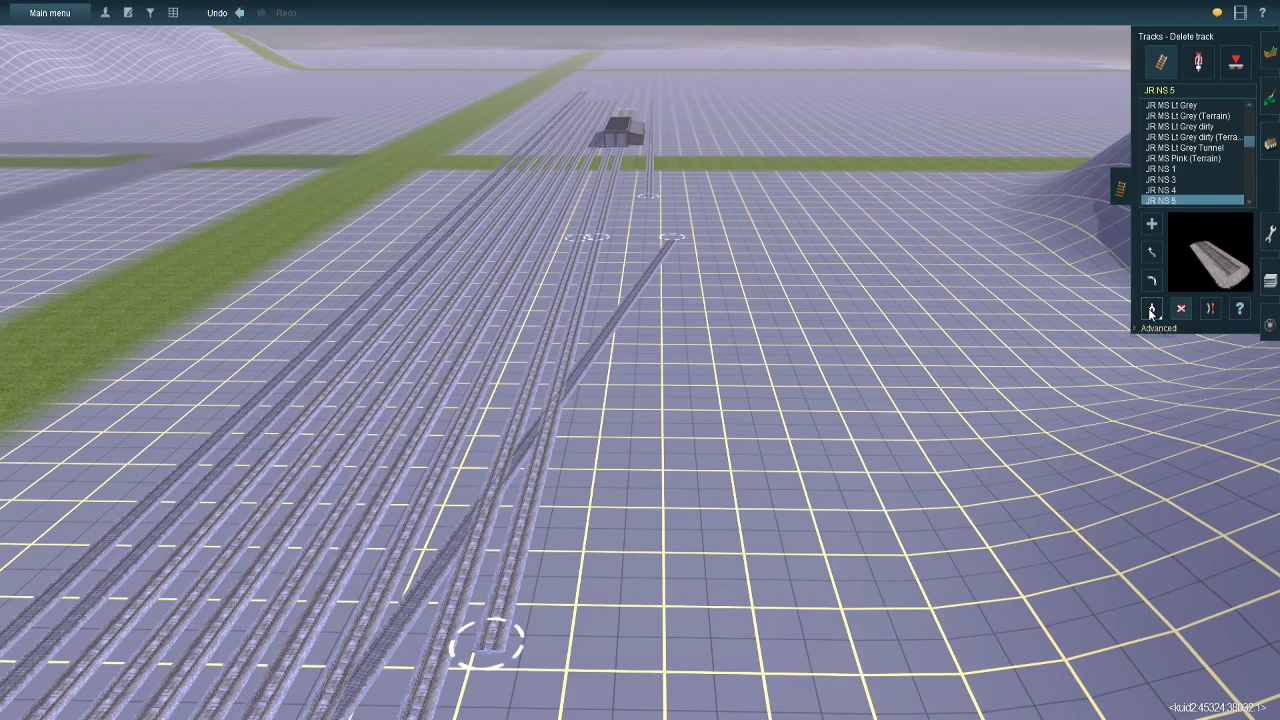 Main menu
Undo
Redo
?
Tracks - Delete track
JR NS 5
JR MS Lt Grey
JR MS Lt Grey (Terrain)
JR MS Lt Grey dirty
JR MS Lt Grey dirty (Terra...
JR MS Lt Grey Tunnel
JR MS Pink (Terrain)
JR NS 1
JR NS 3
JR NS 4
JR NS 5
?
Advanced
<kuid2:45324:38032:1>